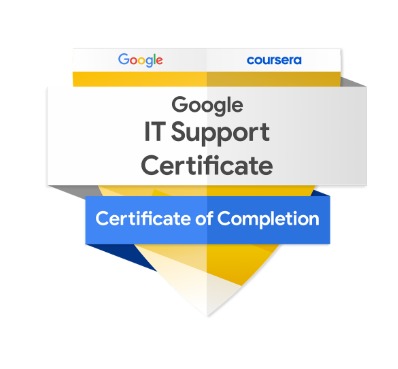 Google coursera
Google
IT Support
Certificate
Certificate of Completion